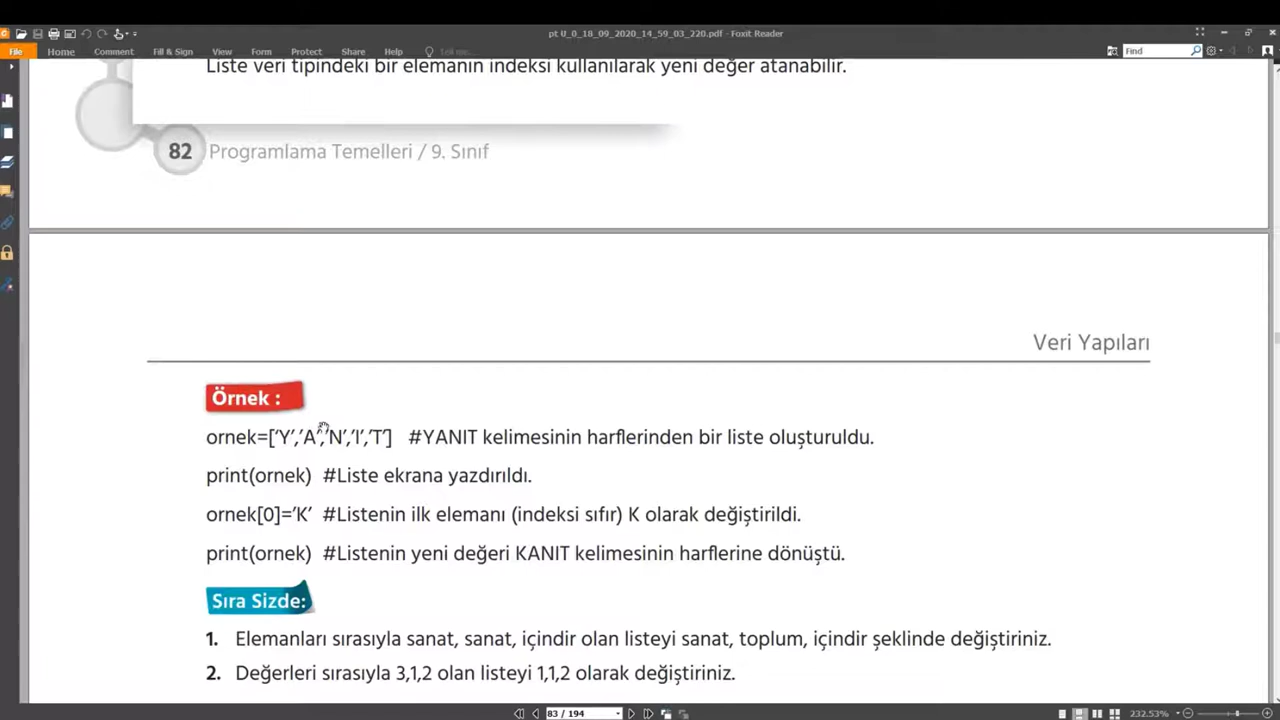 pt U_0_18_09_2020_14_59_03_220.pdf - Foxit Reader
File Home Comment Fill & Sign View Form Protect Share Help Tell me... Find
Liste veri tipindeki bir elemanın indeksi kullanılarak yeni değer atanabilir.
82 Programlama Temelleri / 9. Sınıf
Veri Yapıları
Örnek :
ornek=['Y','A','N','I','T'] #YANIT kelimesinin harflerinden bir liste oluşturuldu.
print(ornek) #Liste ekrana yazdırıldı.
ornek[0]='K' #Listenin ilk elemanı (indeksi sıfır) K olarak değiştirildi.
print(ornek) #Listenin yeni değeri KANIT kelimesinin harflerine dönüştü.
Sıra Sizde:
1. Elemanları sırasıyla sanat, sanat, içindir olan listeyi sanat, toplum, içindir şeklinde değiştiriniz.
2. Değerleri sırasıyla 3,1,2 olan listeyi 1,1,2 olarak değiştiriniz.
83 / 194 232.53%